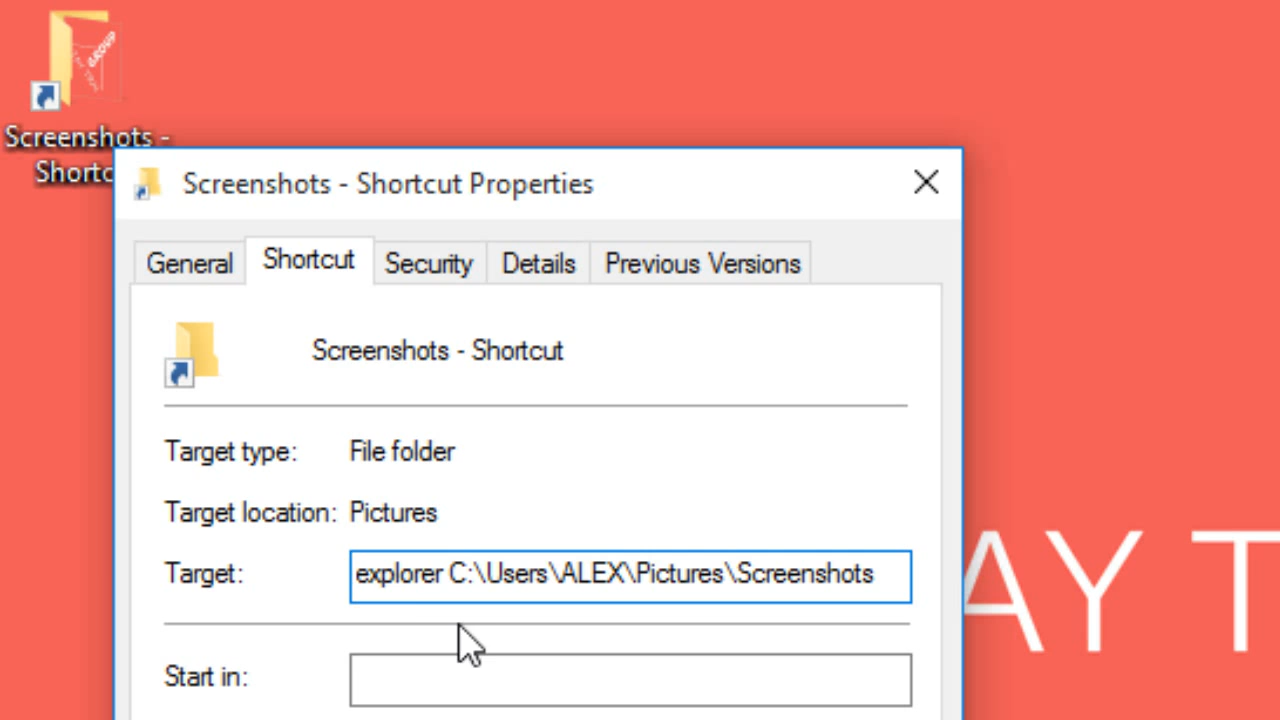 GROUP
Screenshots -
Shortc
Screenshots - Shortcut Properties
General Shortcut Security Details Previous Versions
Screenshots - Shortcut
Target type: File folder
Target location: Pictures
Target: explorer C:\Users\ALEX\Pictures\Screenshots
AY T
Start in: